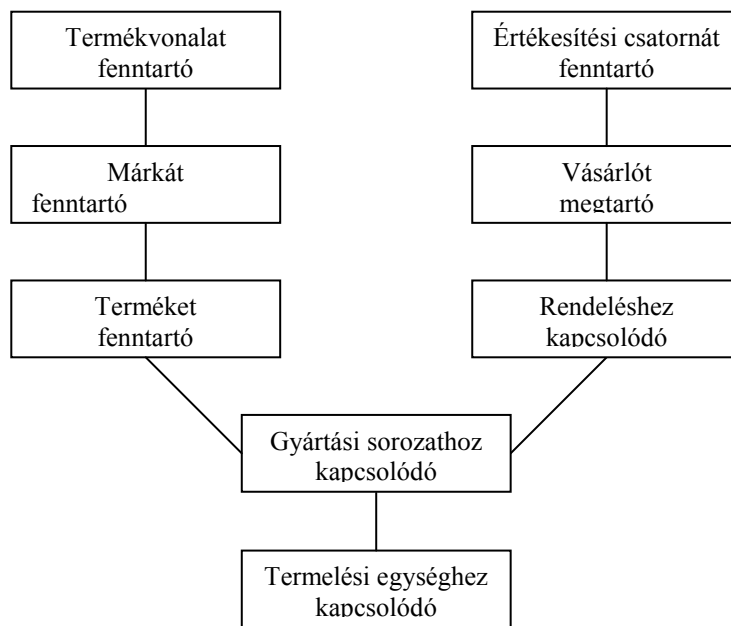 Termékvonalat
fenntartó
Értékesítési csatornát
fenntartó
Márkát
fenntartó
Vásárlót
megtartó
Terméket
fenntartó
Rendeléshez
kapcsolódó
Gyártási sorozathoz
kapcsolódó
Termelési egységhez
kapcsolódó